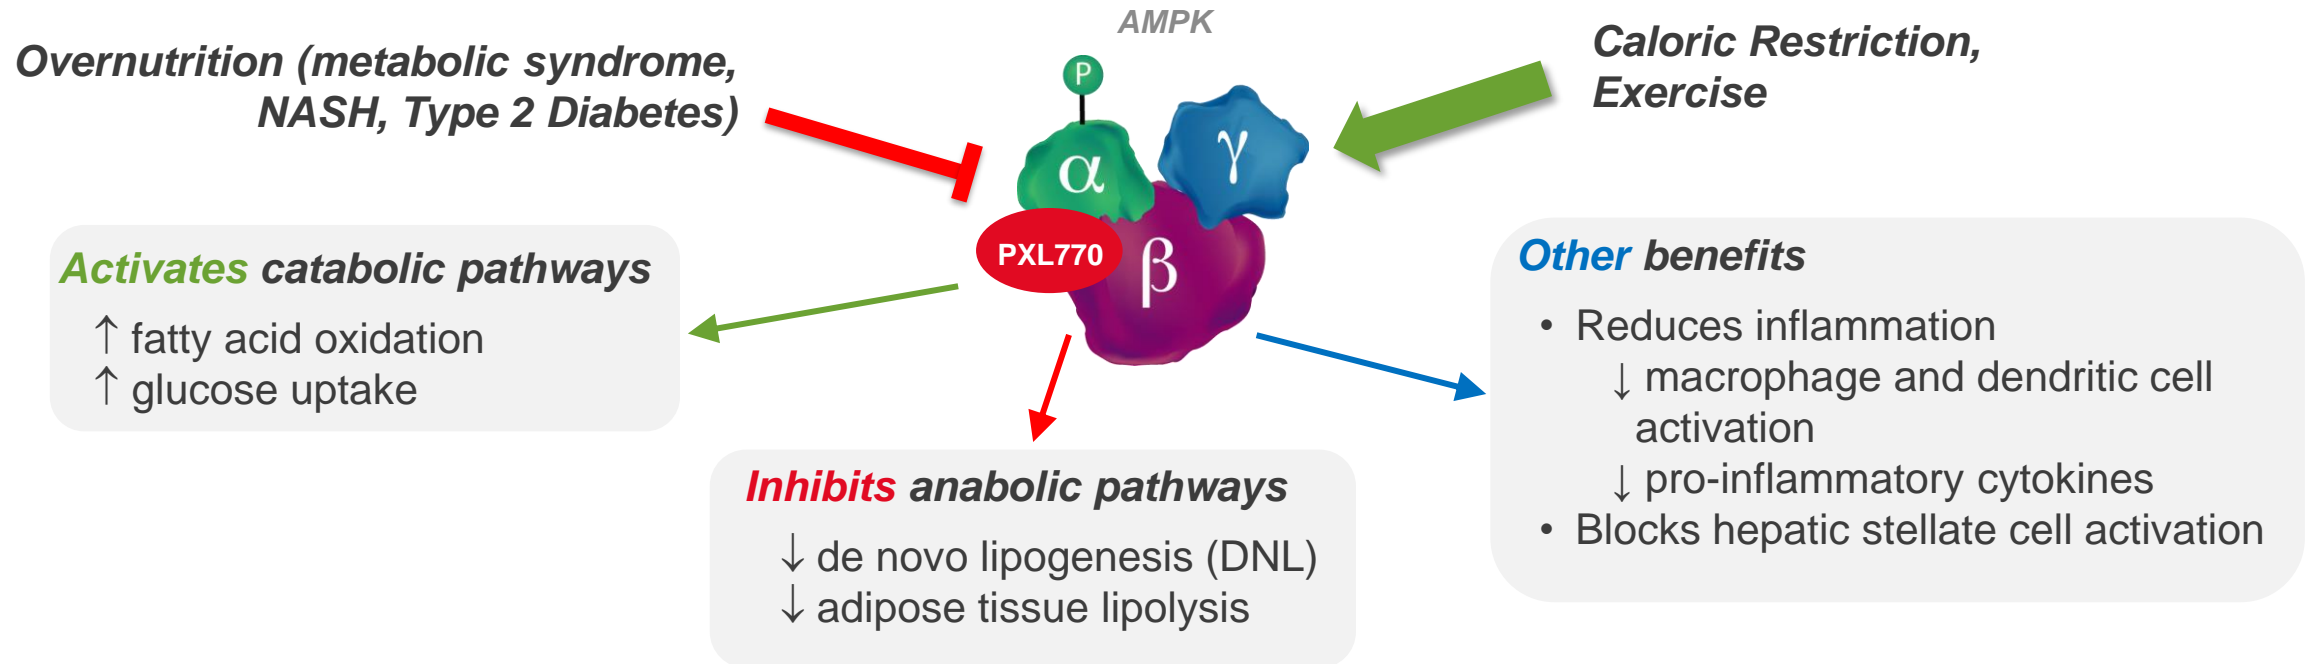 AMPK
Overnutrition (metabolic syndrome,
NASH, Type 2 Diabetes)
Caloric Restriction,
Exercise
P
α
γ
β
PXL770
Activates catabolic pathways
↑ fatty acid oxidation
↑ glucose uptake
Inhibits anabolic pathways
↓ de novo lipogenesis (DNL)
↓ adipose tissue lipolysis
Other benefits
• Reduces inflammation
↓ macrophage and dendritic cell
activation
↓ pro-inflammatory cytokines
• Blocks hepatic stellate cell activation